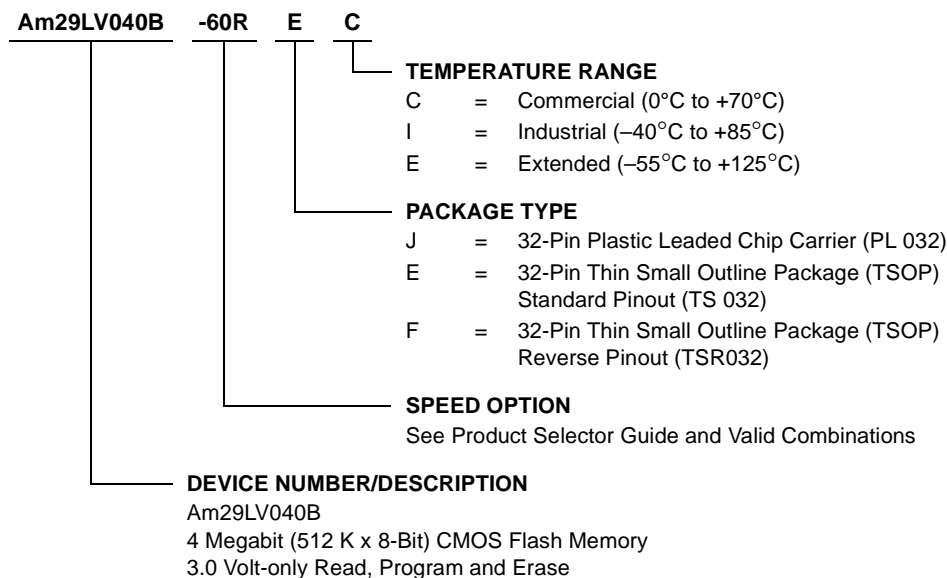 Am29LV040B -60R E C
TEMPERATURE RANGE
C = Commercial (0°C to +70°C)
I = Industrial (–40°C to +85°C)
E = Extended (–55°C to +125°C)
PACKAGE TYPE
J = 32-Pin Plastic Leaded Chip Carrier (PL 032)
E = 32-Pin Thin Small Outline Package (TSOP)
Standard Pinout (TS 032)
F = 32-Pin Thin Small Outline Package (TSOP)
Reverse Pinout (TSR032)
SPEED OPTION
See Product Selector Guide and Valid Combinations
DEVICE NUMBER/DESCRIPTION
Am29LV040B
4 Megabit (512 K x 8-Bit) CMOS Flash Memory
3.0 Volt-only Read, Program and Erase